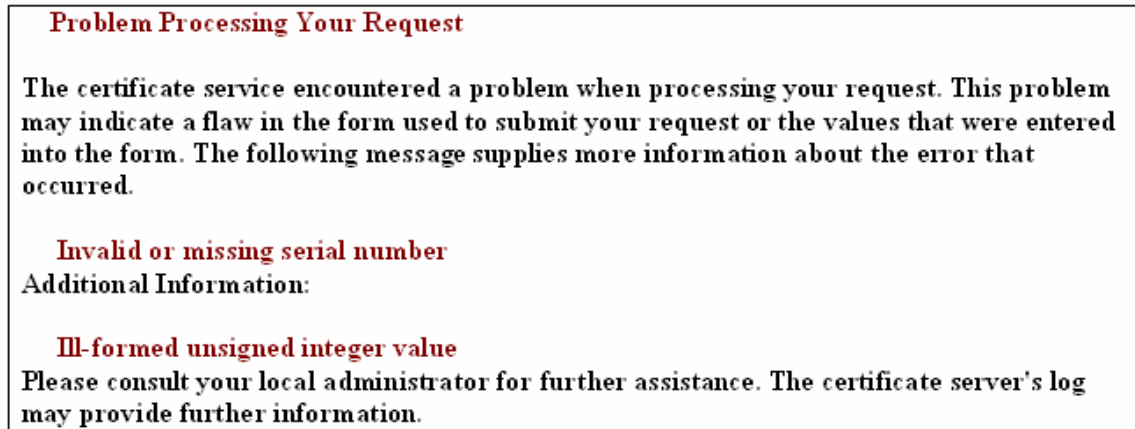 Problem Processing Your Request
The certificate service encountered a problem when processing your request. This problem
may indicate a flaw in the form used to submit your request or the values that were entered
into the form. The following message supplies more information about the error that
occurred.
Invalid or missing serial number
Additional Information:
Ill-formed unsigned integer value
Please consult your local administrator for further assistance. The certificate server's log
may provide further information.